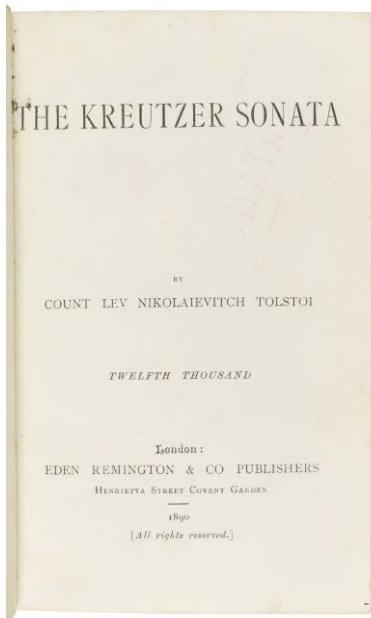 THE KREUTZER SONATA
BY
COUNT LEV NIKOLAIEVITCH TOLSTOI
TWELFTH THOUSAND
London:
EDEN REMINGTON & CO PUBLISHERS
HENRIETTA STREET COVENT GARDEN
1890
[All rights reserved.]